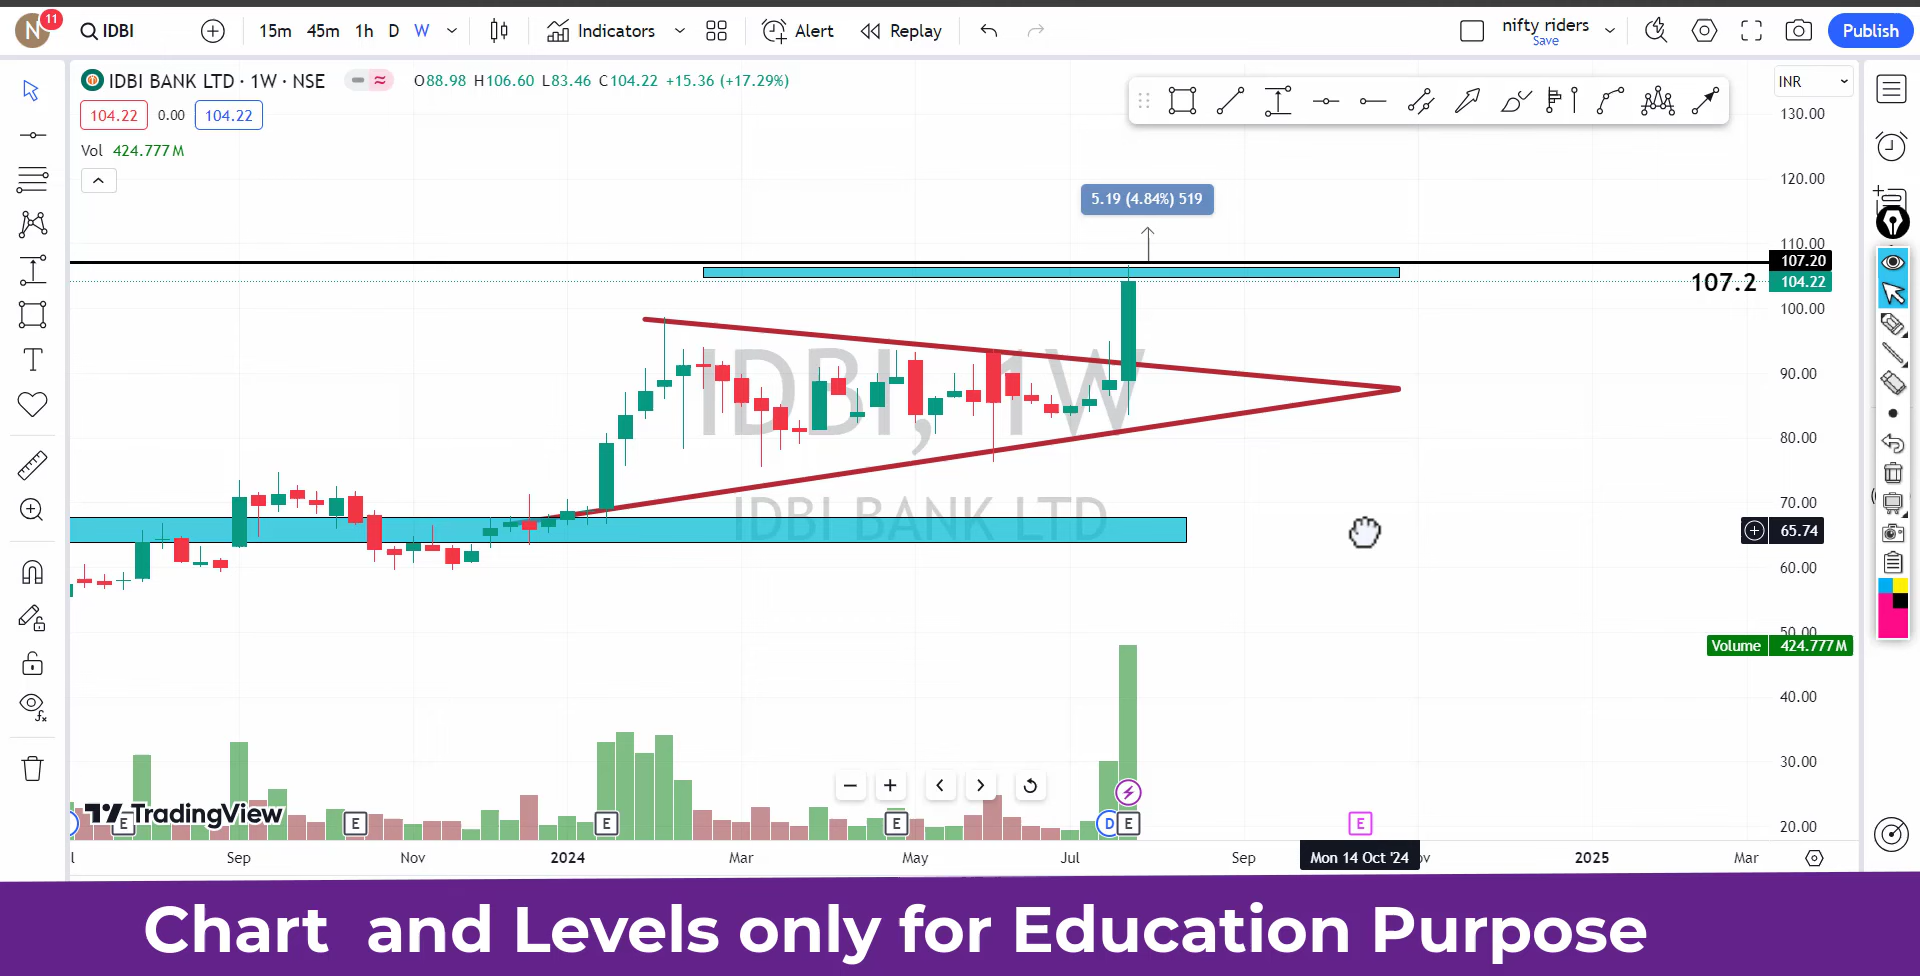 N 11 IDBI 15m 45m 1h D W Indicators Alert Replay nifty riders Save Publish
IDBI BANK LTD · 1W · NSE O88.98 H106.60 L83.46 C104.22 +15.36 (+17.29%)
INR
104.22 0.00 104.22
Vol 424.777 M
130.00
120.00
5.19 (4.84%) 519
110.00
107.20
107.2 104.22
100.00
IDBI, 1W
90.00
80.00
70.00
IDBI BANK LTD
65.74
60.00
50.00
Volume 424.777 M
40.00
30.00
TradingView
E E E E D E E
20.00
l Sep Nov 2024 Mar May Jul Sep Mon 14 Oct '24 ov 2025 Mar
Chart and Levels only for Education Purpose